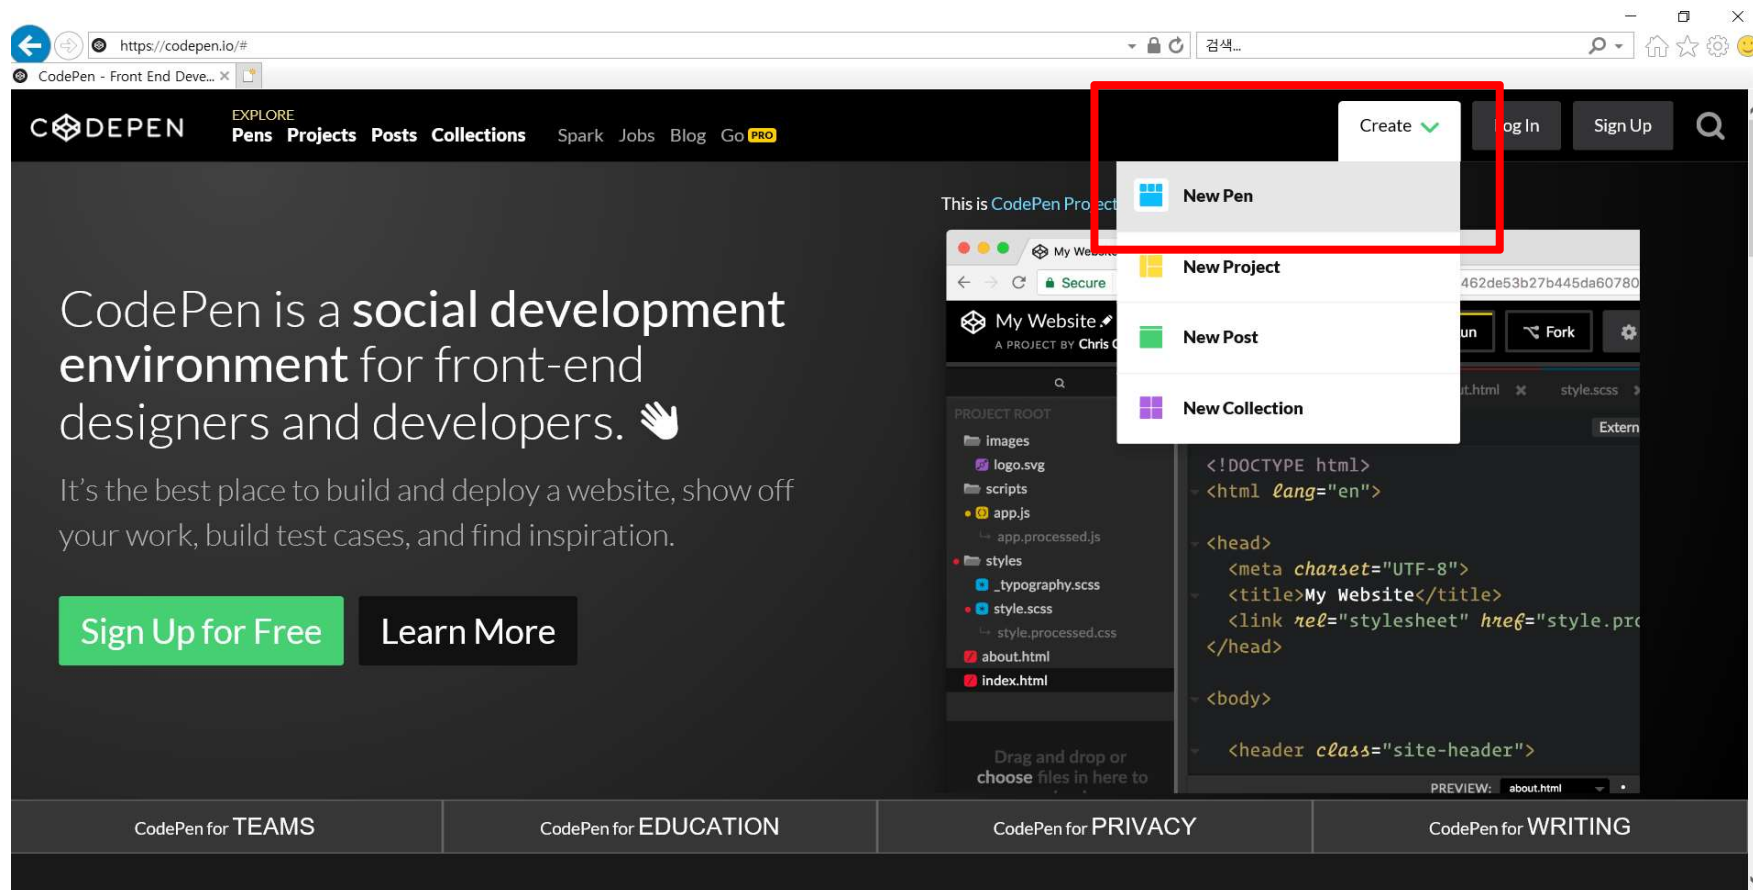 https://codepen.io/#
검색...
CodePen - Front End Deve...
CODEPEN
EXPLORE
Pens Projects Posts Collections Spark Jobs Blog Go PRO
Create
Log In
Sign Up
This is CodePen Project
New Pen
New Project
New Post
New Collection
CodePen is a social development
environment for front-end
designers and developers.
It's the best place to build and deploy a website, show off
your work, build test cases, and find inspiration.
Sign Up for Free
Learn More
My Website
Secure
462de53b27b445da60780
My Website
A PROJECT BY Chris
Fork
PROJECT ROOT
images
logo.svg
scripts
app.js
app.processed.js
styles
_typography.scss
style.scss
style.processed.css
about.html
index.html
Drag and drop or
choose files in here to
ut.html
style.scss
Extern
<!DOCTYPE html>
<html lang="en">
<head>
<meta charset="UTF-8">
<title>My Website</title>
<link rel="stylesheet" href="style.pro
</head>
<body>
<header class="site-header">
PREVIEW: about.html
CodePen for TEAMS
CodePen for EDUCATION
CodePen for PRIVACY
CodePen for WRITING